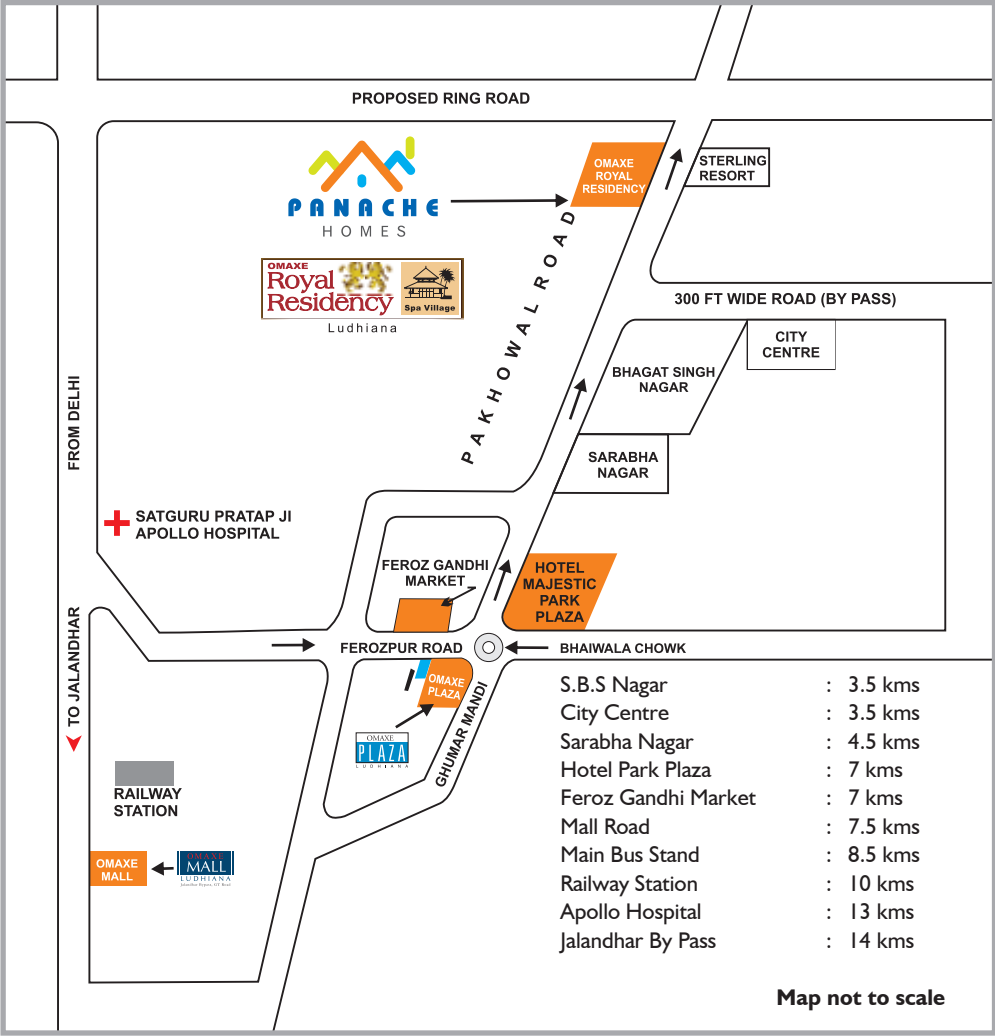 PROPOSED RING ROAD
PANACHE
HOMES
OMAXE
ROYAL
RESIDENCY
STERLING
RESORT
OMAXE
Royal
Residency
Spa Village
Ludhiana
PAKHOWAL ROAD
300 FT WIDE ROAD (BY PASS)
CITY
CENTRE
BHAGAT SINGH
NAGAR
SARABHA
NAGAR
FROM DELHI
SATGURU PRATAP JI
APOLLO HOSPITAL
FEROZ GANDHI
MARKET
HOTEL
MAJESTIC
PARK
PLAZA
TO JALANDHAR
FEROZPUR ROAD
BHAIWALA CHOWK
OMAXE
PLAZA
GHUMAR MANDI
OMAXE
PLAZA
LUDHIANA
RAILWAY
STATION
OMAXE
MALL
OMAXE
MALL
LUDHIANA
Jalandhar Bypass, GT Road
S.B.S Nagar : 3.5 kms
City Centre : 3.5 kms
Sarabha Nagar : 4.5 kms
Hotel Park Plaza : 7 kms
Feroz Gandhi Market : 7 kms
Mall Road : 7.5 kms
Main Bus Stand : 8.5 kms
Railway Station : 10 kms
Apollo Hospital : 13 kms
Jalandhar By Pass : 14 kms
Map not to scale